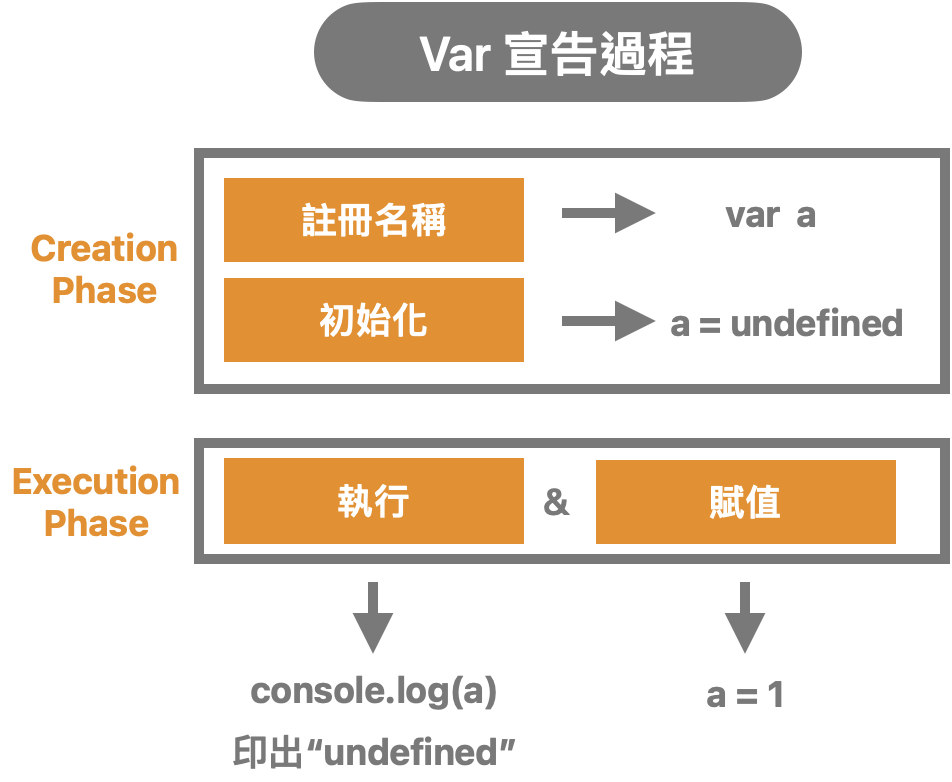 Var 宣告過程
Creation
Phase
註冊名稱
var a
初始化
a = undefined
Execution
Phase
執行
&
賦值
console.log(a)
印出“undefined”
a = 1